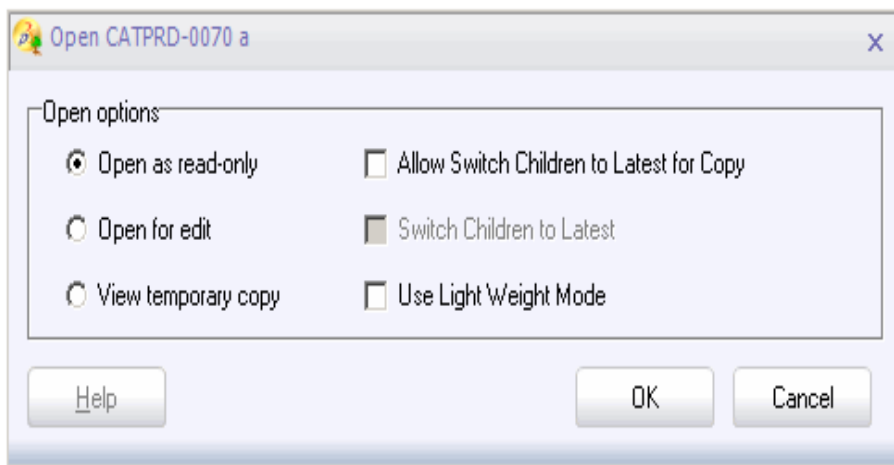 Open CATPRD-0070 a
Open options
Open as read-only Allow Switch Children to Latest for Copy
Open for edit Switch Children to Latest
View temporary copy Use Light Weight Mode
Help OK Cancel